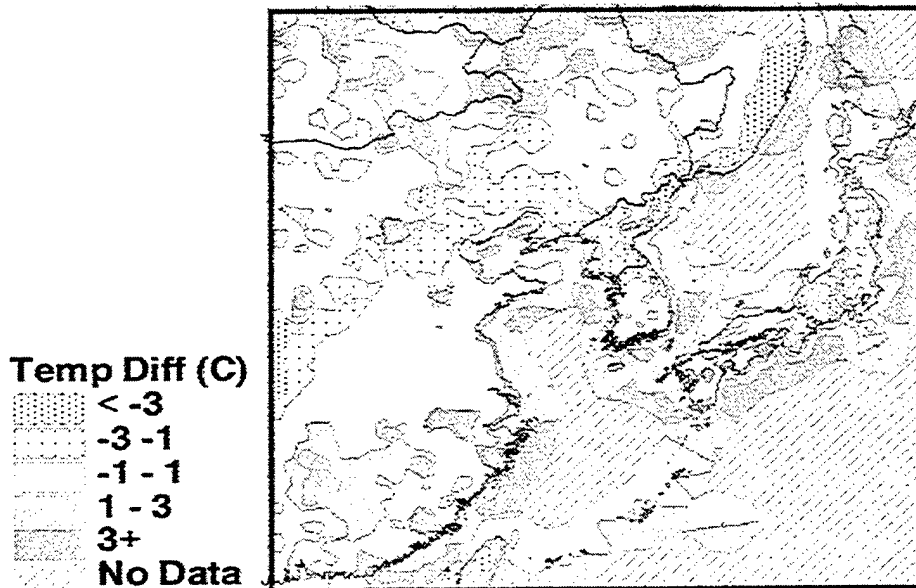 Temp Diff (C)
< -3
-3 -1
-1 - 1
1 - 3
3+
No Data